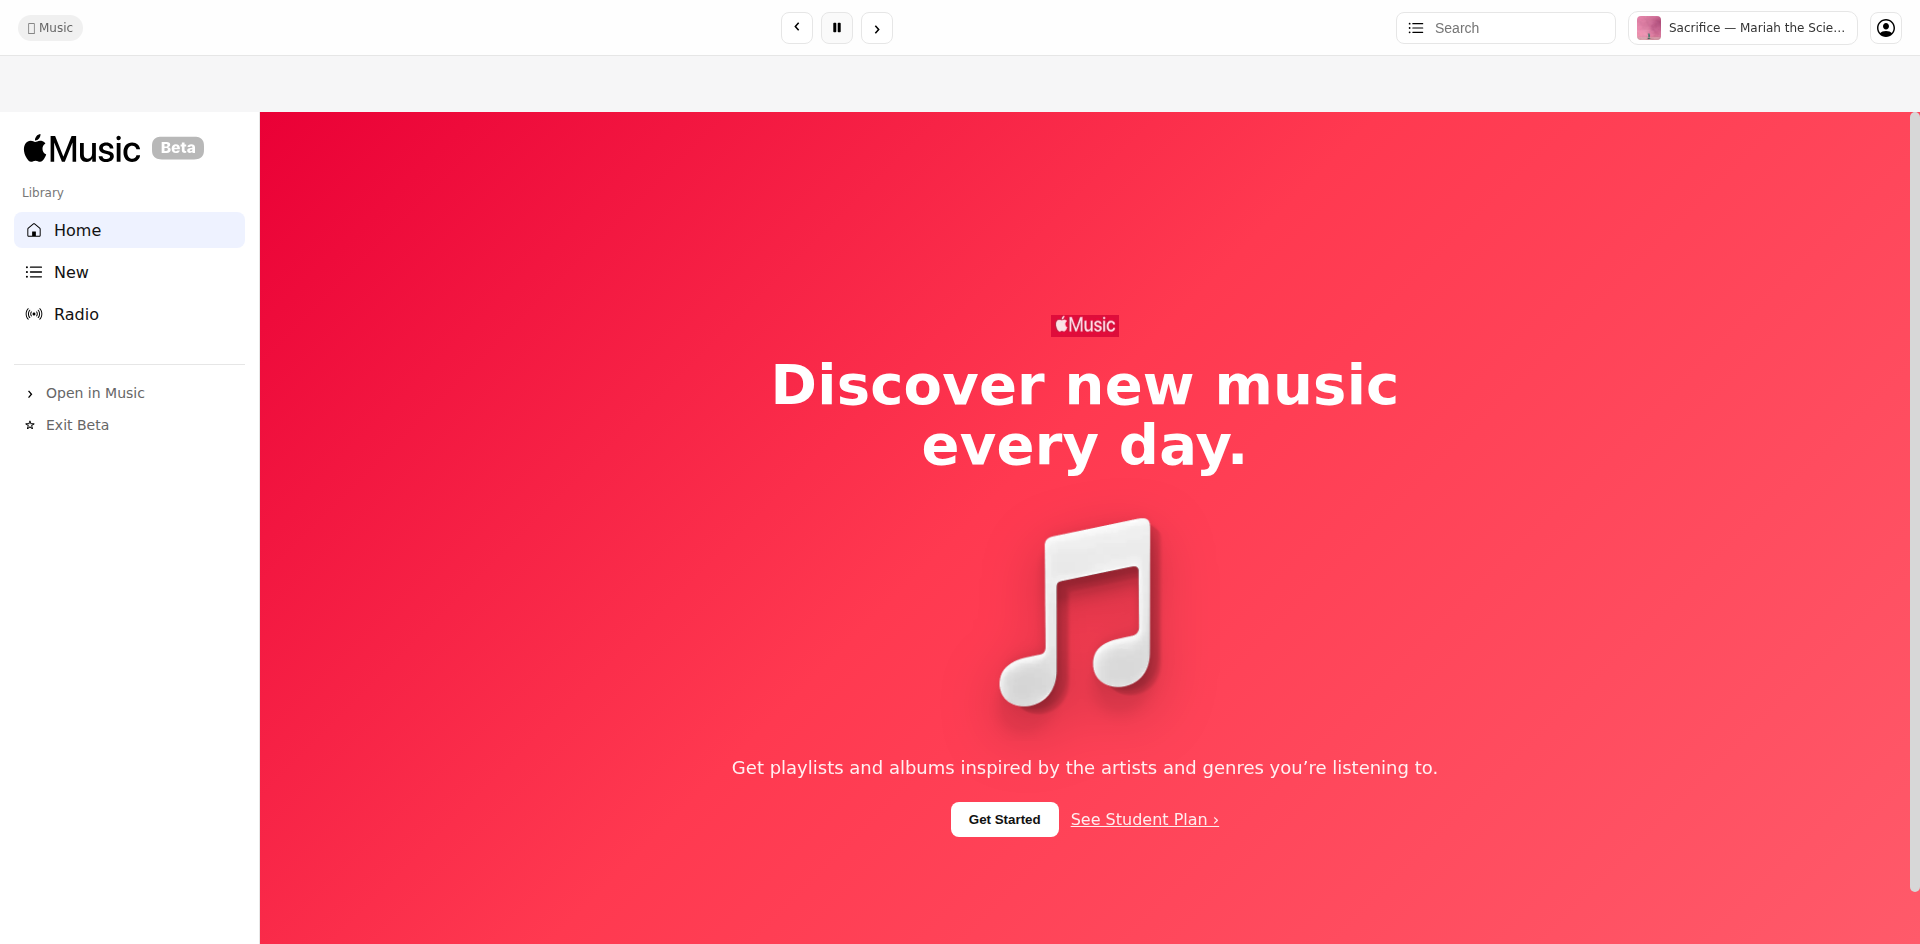 Music
Search
Sacrifice — Mariah the Scie...
Music
Beta
Library
Home
New
Radio
Open in Music
Exit Beta
Music
Discover new music
every day.
Get playlists and albums inspired by the artists and genres you’re listening to.
Get Started
See Student Plan ›